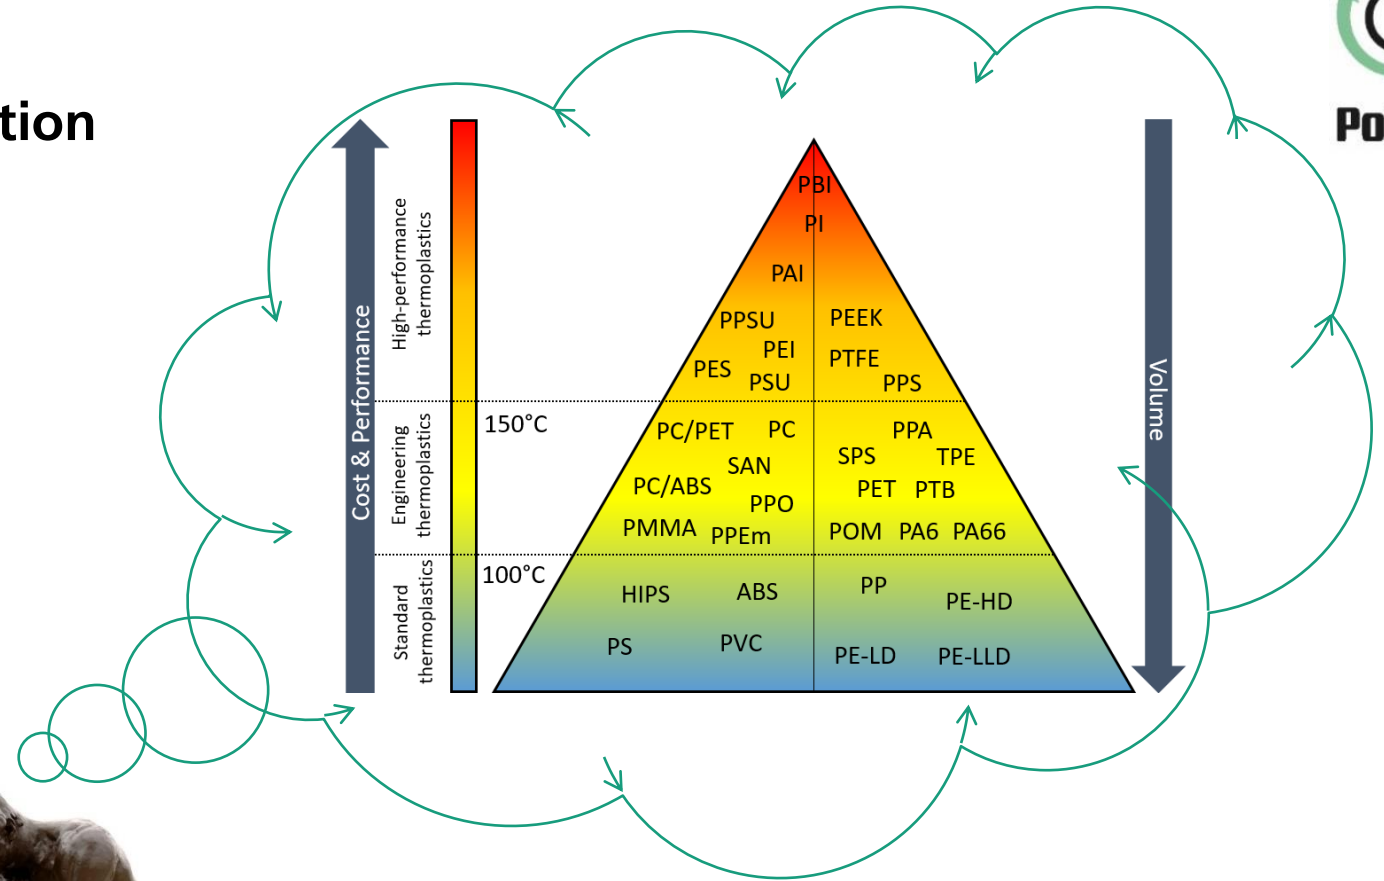 tion
Po
Cost & Performance
High-performance
thermoplastics
Engineering
thermoplastics
Standard
thermoplastics
150°C
100°C
PBI
PI
PAI
PPSU
PEEK
PEI
PTFE
PES
PSU
PPS
PC/PET
PC
PPA
SAN
SPS
TPE
PC/ABS
PET
PTB
PPO
PMMA
PPEm
POM
PA6
PA66
HIPS
ABS
PP
PE-HD
PS
PVC
PE-LD
PE-LLD
Volume